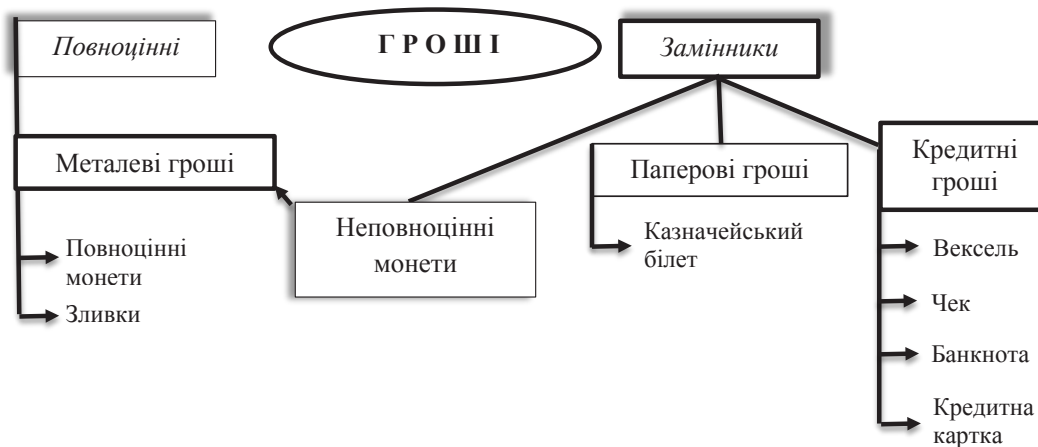 Повноцінні
Г Р О Ш І
Замінники
Металеві гроші
Неповноцінні
монети
Паперові гроші
Кредитні
гроші
Повноцінні
монети
Зливки
Казначейський
білет
Вексель
Чек
Банкнота
Кредитна
картка